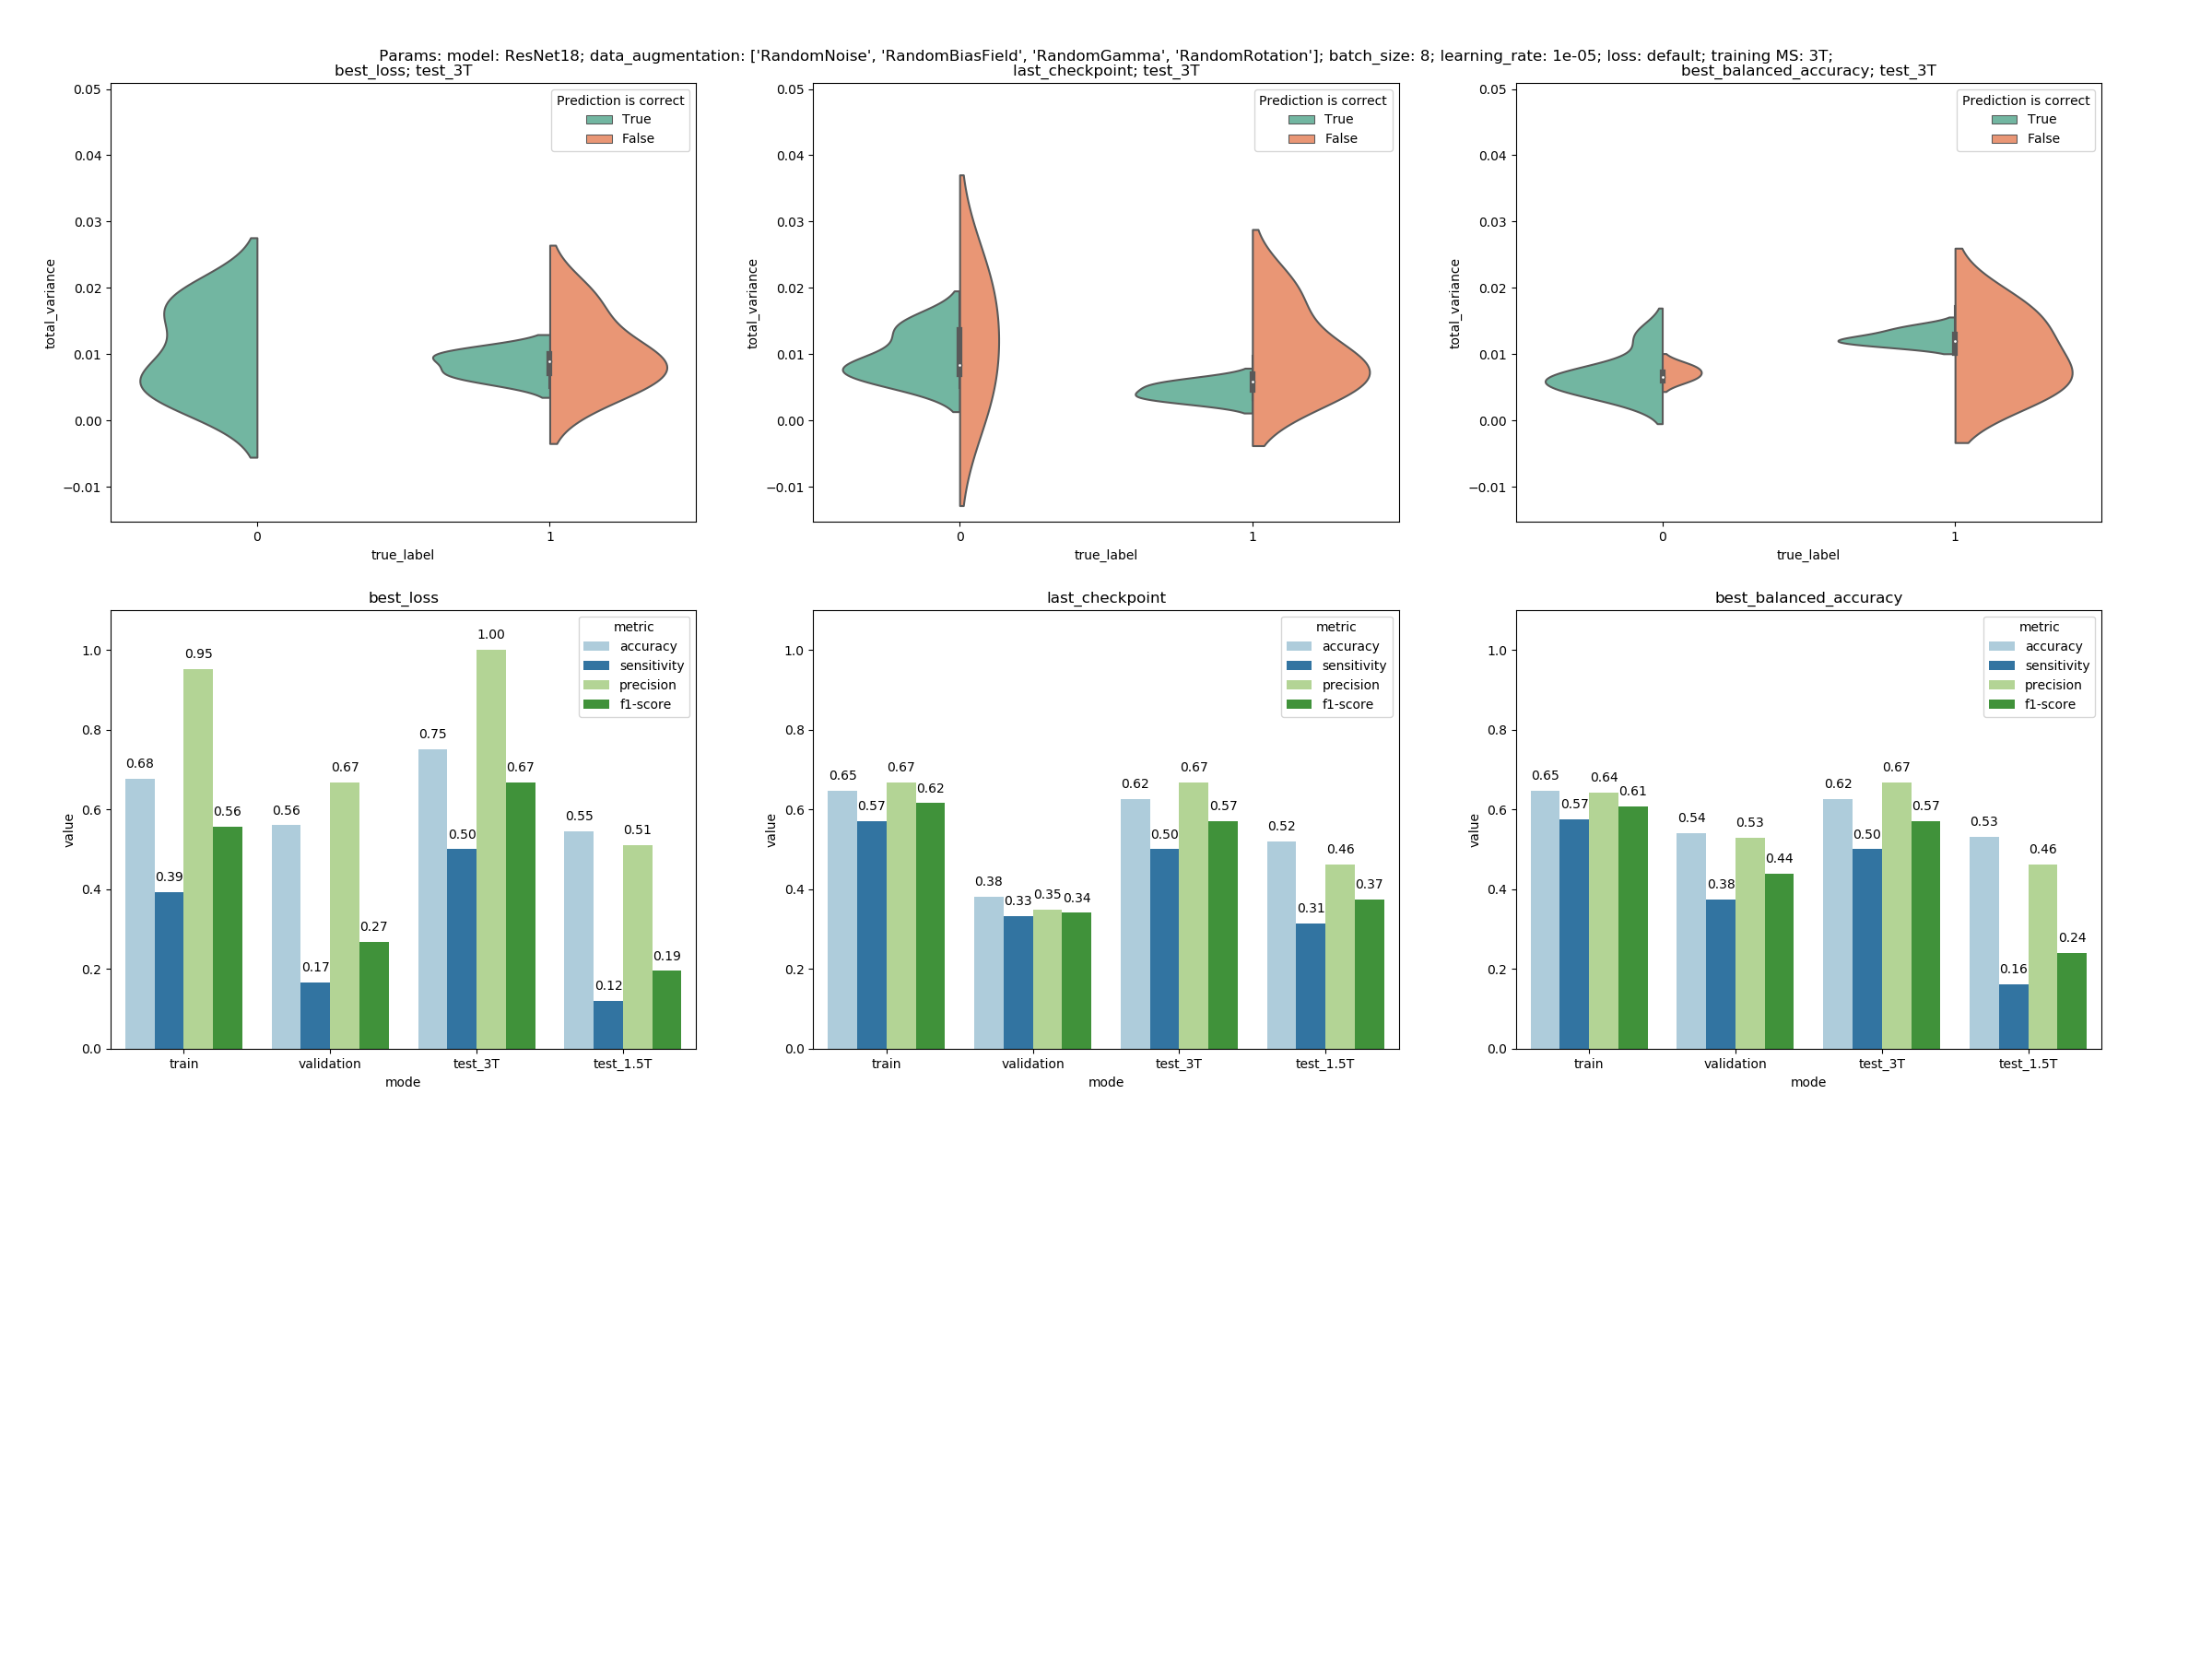 Params: model: ResNet18; data_augmentation: ['RandomNoise', 'RandomBiasField', 'RandomGamma', 'RandomRotation']; batch_size: 8; learning_rate: 1e-05; loss: default; training MS: 3T;
best_loss; test_3T
0.05
0.04
0.03
0.02
0.01
0.00
−0.01
total_variance
Prediction is correct
True
False
0
1
true_label
last_checkpoint; test_3T
0.05
0.04
0.03
0.02
0.01
0.00
−0.01
total_variance
Prediction is correct
True
False
0
1
true_label
best_balanced_accuracy; test_3T
0.05
0.04
0.03
0.02
0.01
0.00
−0.01
total_variance
Prediction is correct
True
False
0
1
true_label
best_loss
1.0
0.8
0.6
0.4
0.2
0.0
value
metric
accuracy
sensitivity
precision
f1-score
0.68
0.39
0.95
0.56
0.56
0.17
0.67
0.27
0.75
0.50
1.00
0.67
0.55
0.12
0.51
0.19
train
validation
test_3T
test_1.5T
mode
last_checkpoint
1.0
0.8
0.6
0.4
0.2
0.0
value
metric
accuracy
sensitivity
precision
f1-score
0.65
0.57
0.67
0.62
0.38
0.33
0.35
0.34
0.62
0.50
0.67
0.57
0.52
0.31
0.46
0.37
train
validation
test_3T
test_1.5T
mode
best_balanced_accuracy
1.0
0.8
0.6
0.4
0.2
0.0
value
metric
accuracy
sensitivity
precision
f1-score
0.65
0.57
0.64
0.61
0.54
0.38
0.53
0.44
0.62
0.50
0.67
0.57
0.53
0.16
0.46
0.24
train
validation
test_3T
test_1.5T
mode